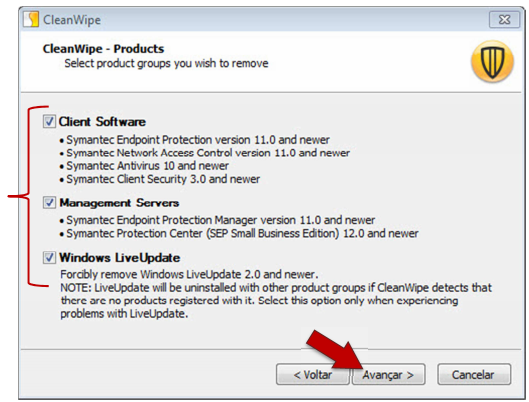 CleanWipe
CleanWipe - Products
Select product groups you wish to remove
Client Software
• Symantec Endpoint Protection version 11.0 and newer
• Symantec Network Access Control version 11.0 and newer
• Symantec Antivirus 10 and newer
• Symantec Client Security 3.0 and newer
Management Servers
• Symantec Endpoint Protection Manager version 11.0 and newer
• Symantec Protection Center (SEP Small Business Edition) 12.0 and newer
Windows LiveUpdate
Forcibly remove Windows LiveUpdate 2.0 and newer.
NOTE: LiveUpdate will be uninstalled with other product groups if CleanWipe detects that
there are no products registered with it. Select this option only when experiencing
problems with LiveUpdate.
< Voltar Avançar > Cancelar